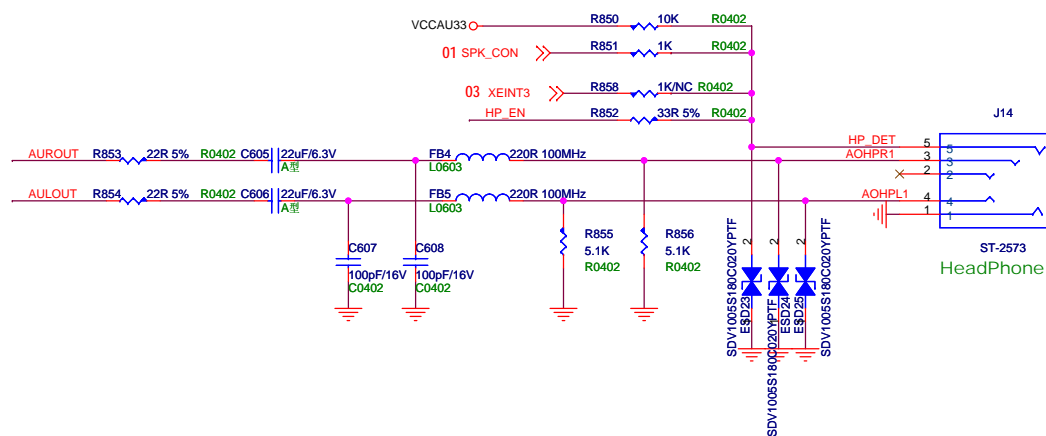 VCCAU33 R850 10K R0402
01 SPK_CON R851 1K R0402
03 XEINT3 R858 1K/NC R0402
HP_EN R852 33R 5% R0402
J14
HP_DET 5 5
AUROUT R853 22R 5% R0402 C605 22uF/6.3V A型 FB4 L0603 220R 100MHz AOHPR1 3 3
2 2
AULOUT R854 22R 5% R0402 C606 22uF/6.3V A型 FB5 L0603 220R 100MHz AOHPL1 4 4
1 1
C607 100pF/16V C0402
C608 100pF/16V C0402
R855 5.1K R0402
R856 5.1K R0402
2 2 2
SDV1005S180C020YPTF ESD23
SDV1005S180C020YPTF ESD24
ESD25 SDV1005S180C020YPTF
ST-2573
HeadPhone